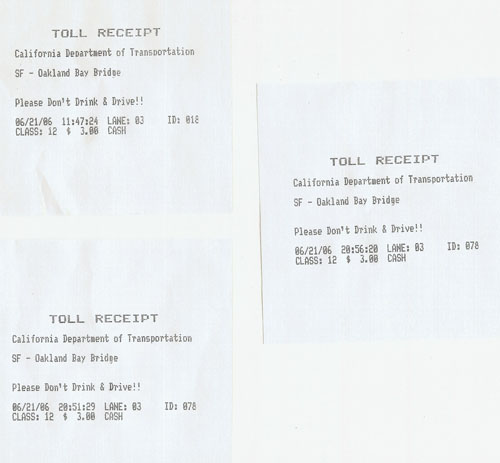 TOLL RECEIPT
California Department of Transportation
SF - Oakland Bay Bridge
Please Don't Drink & Drive!!
06/21/06 11:47:24 LANE: 03 ID: 018
CLASS: 12 $ 3.00 CASH
TOLL RECEIPT
California Department of Transportation
SF - Oakland Bay Bridge
Please Don't Drink & Drive!!
06/21/06 20:51:29 LANE: 03 ID: 078
CLASS: 12 $ 3.00 CASH
TOLL RECEIPT
California Department of Transportation
SF - Oakland Bay Bridge
Please Don't Drink & Drive!!
06/21/06 20:56:20 LANE: 03 ID: 078
CLASS: 12 $ 3.00 CASH